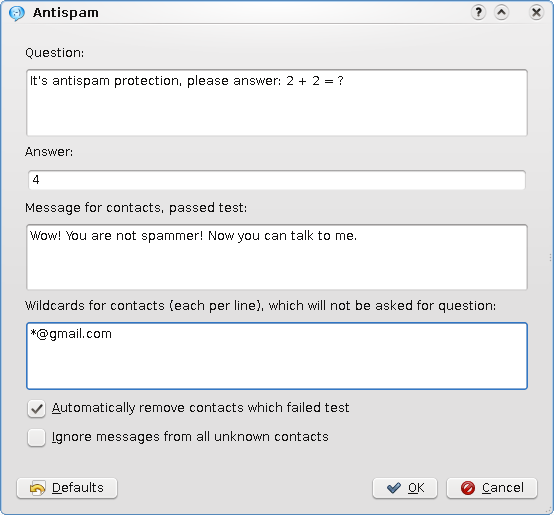 Antispam
Question:
It's antispam protection, please answer: 2 + 2 = ?
Answer:
4
Message for contacts, passed test:
Wow! You are not spammer! Now you can talk to me.
Wildcards for contacts (each per line), which will not be asked for question:
*@gmail.com
Automatically remove contacts which failed test
Ignore messages from all unknown contacts
Defaults OK Cancel